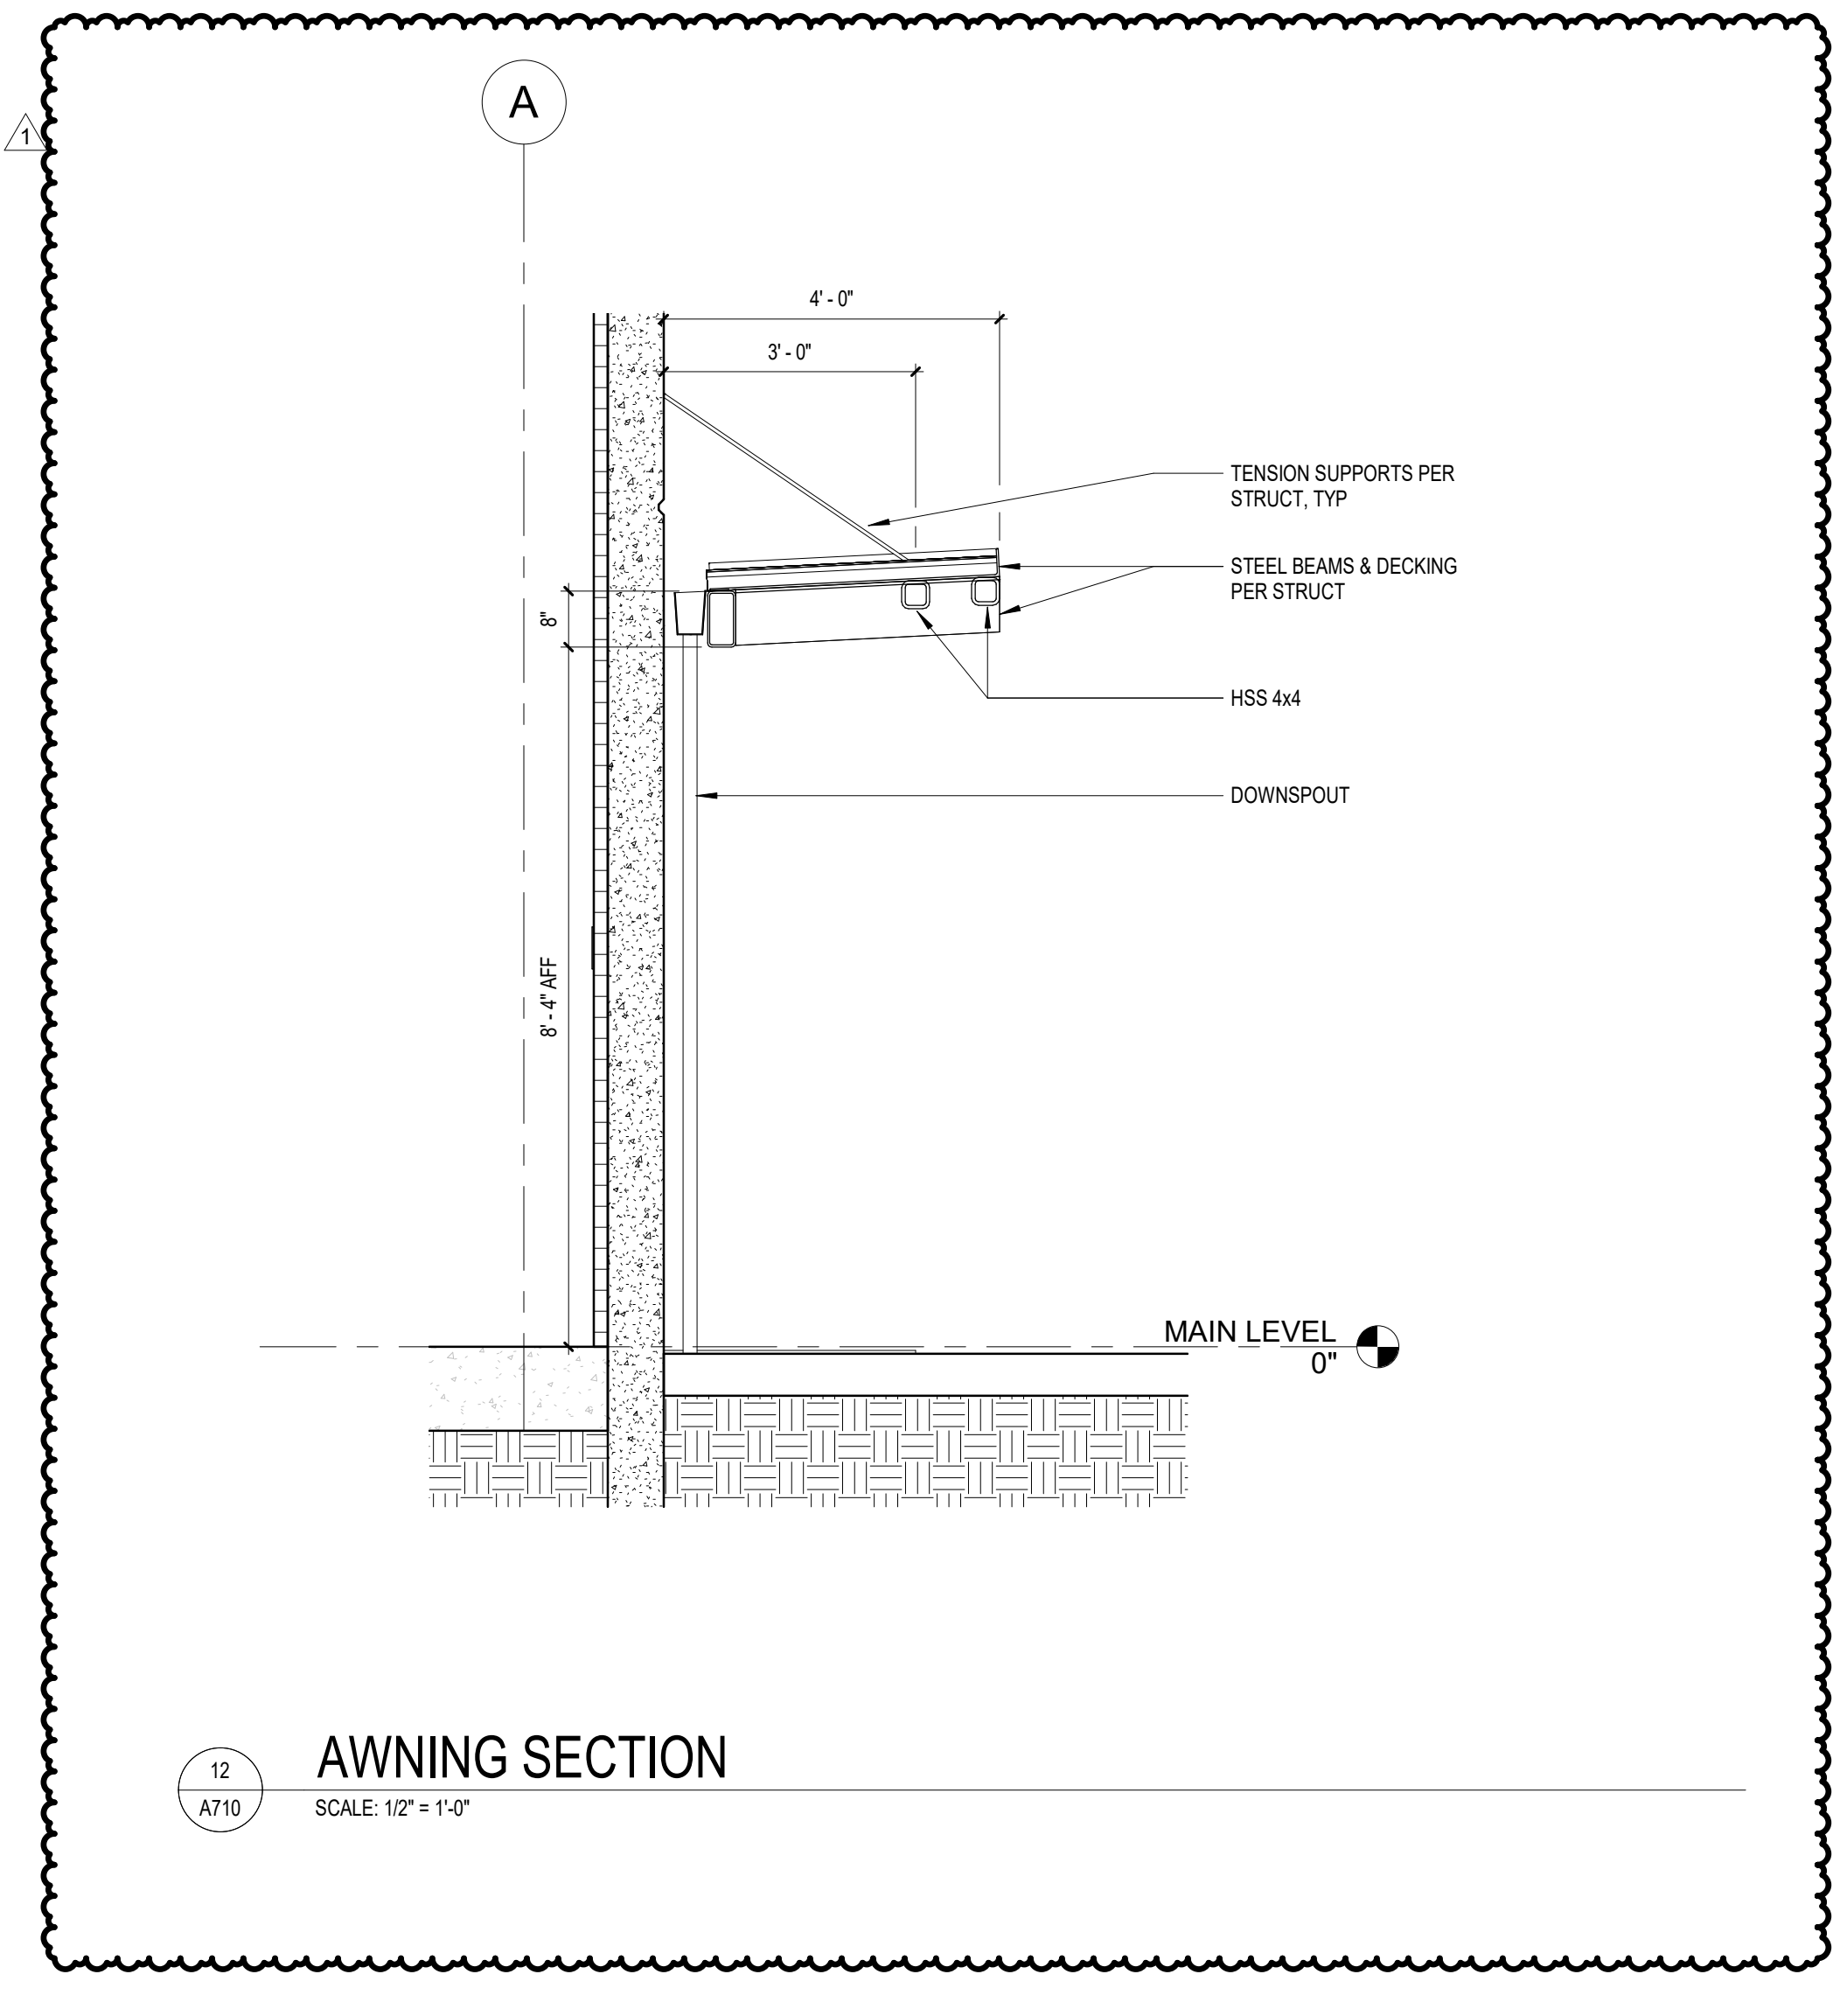 A
1
4' - 0"
3' - 0"
TENSION SUPPORTS PER
STRUCT, TYP
STEEL BEAMS & DECKING
PER STRUCT
8"
HSS 4x4
DOWNSPOUT
8' - 4" AFF
MAIN LEVEL
0"
AWNING SECTION
12
A710
SCALE: 1/2" = 1'-0"